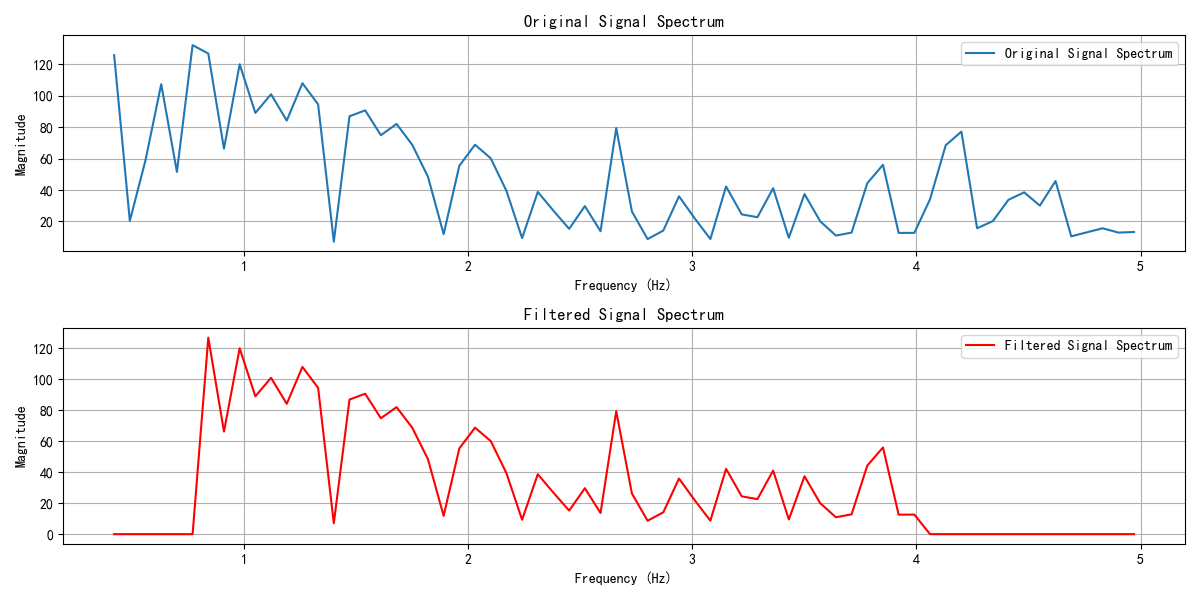 Original Signal Spectrum
Original Signal Spectrum
120
100
80
60
40
20
Magnitude
1 2 3 4 5
Frequency (Hz)
Filtered Signal Spectrum
Filtered Signal Spectrum
120
100
80
60
40
20
0
Magnitude
1 2 3 4 5
Frequency (Hz)